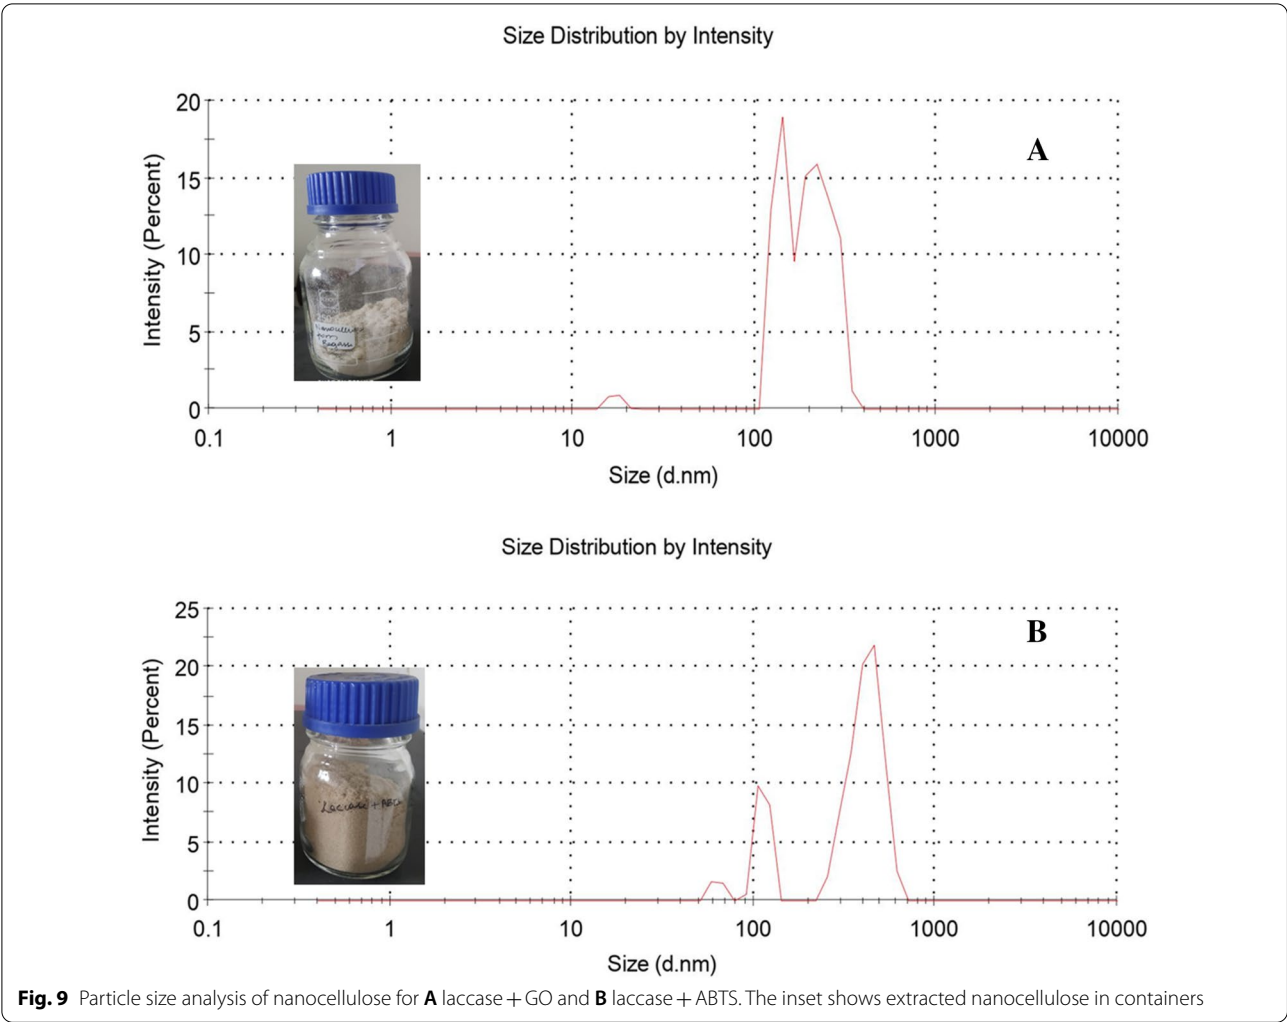 Size Distribution by Intensity
A
Intensity (Percent)
20
15
10
5
0
0.1 1 10 100 1000 10000
Size (d.nm)
Size Distribution by Intensity
B
Intensity (Percent)
25
20
15
10
5
0
Laccase +
0.1 1 10 100 1000 10000
Size (d.nm)
Fig. 9 Particle size analysis of nanocellulose for A laccase + GO and B laccase + ABTS. The inset shows extracted nanocellulose in containers